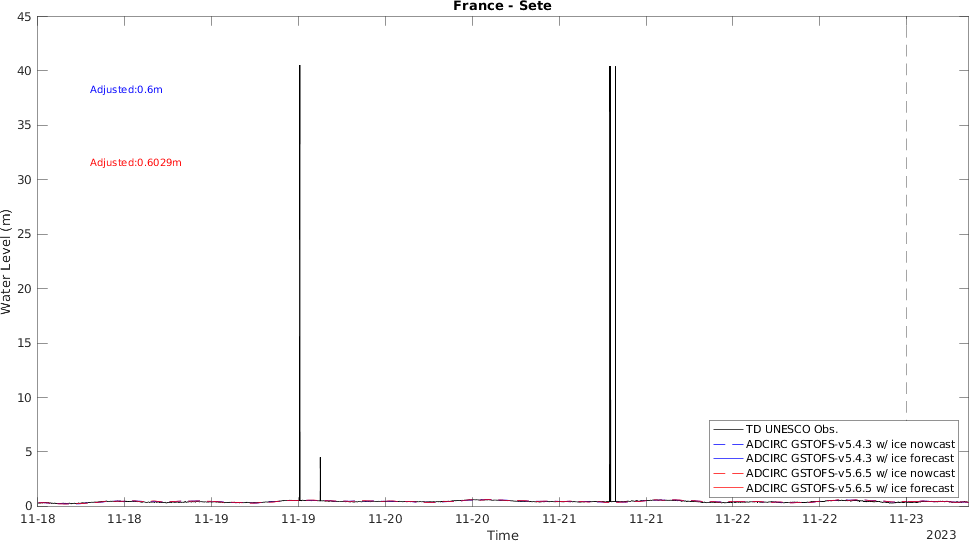 France - Sete
45
40
35
30
25
20
15
10
5
0
Water Level (m)
Adjusted:0.6m
Adjusted:0.6029m
TD UNESCO Obs.
ADCIRC GSTOFS-v5.4.3 w/ ice nowcast
ADCIRC GSTOFS-v5.4.3 w/ ice forecast
ADCIRC GSTOFS-v5.6.5 w/ ice nowcast
ADCIRC GSTOFS-v5.6.5 w/ ice forecast
11-18 11-18 11-19 11-19 11-20 11-20 11-21 11-21 11-22 11-22 11-23
Time
2023